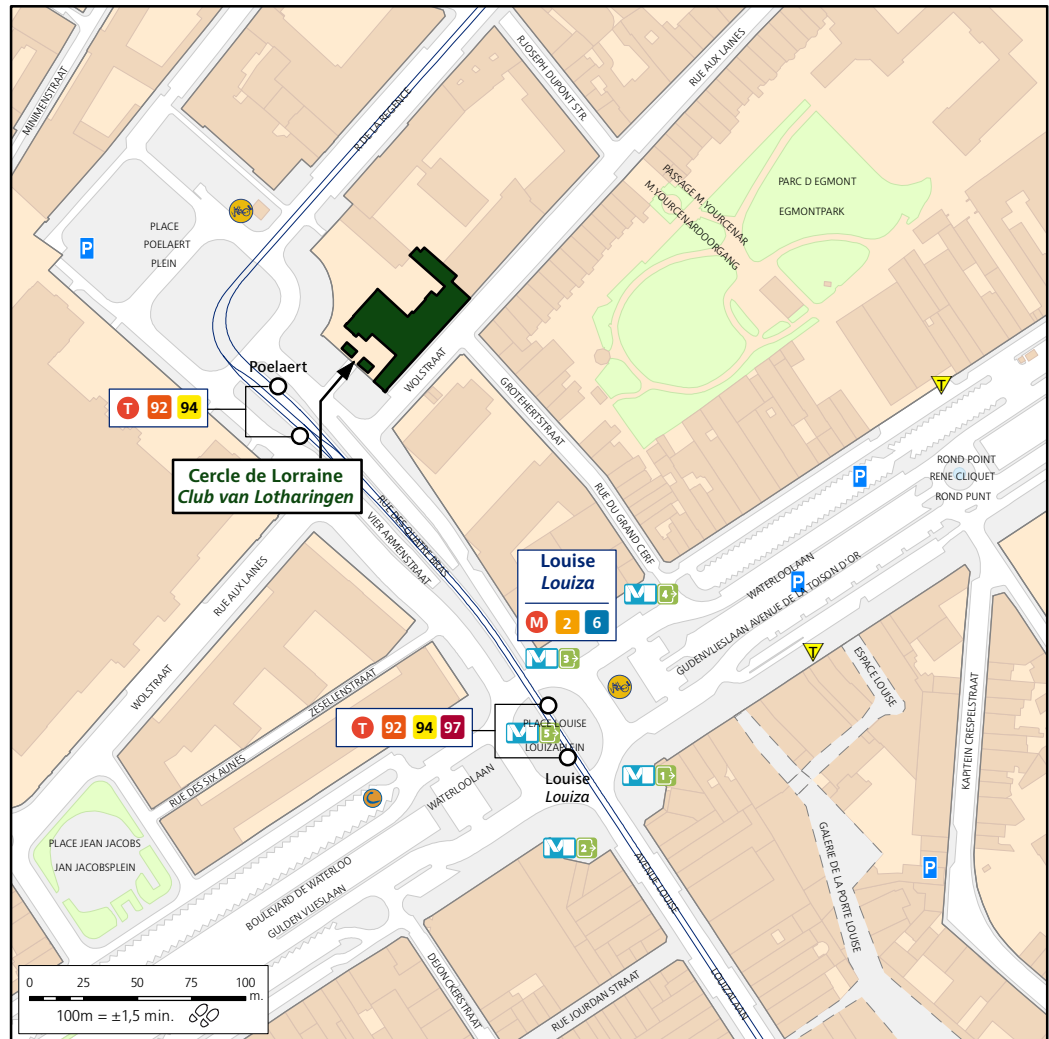 MINIMENSTRAAT
R.DE LA REGENCE
R.JOSEPH DUPONT STR.
RUE AUX LAINES
PASSAGE M.YOURCENAR
M.YOURCENARDOORGANG
PARC D EGMONT
EGMONTPARK
PLACE
POELAERT
PLEIN
P
Poelaert
T 92 94
WOLSTRAAT
GROTEHERTSTRAAT
RUE DU GRAND CERF
T
P
ROND POINT
RENE CLIQUET
ROND PUNT
Cercle de Lorraine
Club van Lotharingen
RUE DES QUATRE BRAS
VIER ARMENSTRAAT
Louise
Louiza
M 2 6
M 4
M 3
WATERLOOLAAN
P
GUDENVLIESLAAN AVENUE DE LA TOISON D'OR
T
ESPACE LOUISE
KAPITEIN CRESPELSTRAAT
RUE AUX LAINES
WOLSTRAAT
ZESELLENSTRAAT
RUE DES SIX AUNES
T 92 94 97
PLACE LOUISE
M 5
LOUIZAPLEIN
Louise
Louiza
M 1
M 2
WATERLOOLAAN
C
BOULEVARD DE WATERLOO
GULDEN VLIESLAAN
PLACE JEAN JACOBS
JAN JACOBSPLEIN
AVENUE LOUISE
LOUIZALAAN
GALERIE DE LA PORTE LOUISE
P
DEJONCKERSTRAAT
RUE JOURDAN STRAAT
0 25 50 75 100
m.
100m = ±1,5 min.